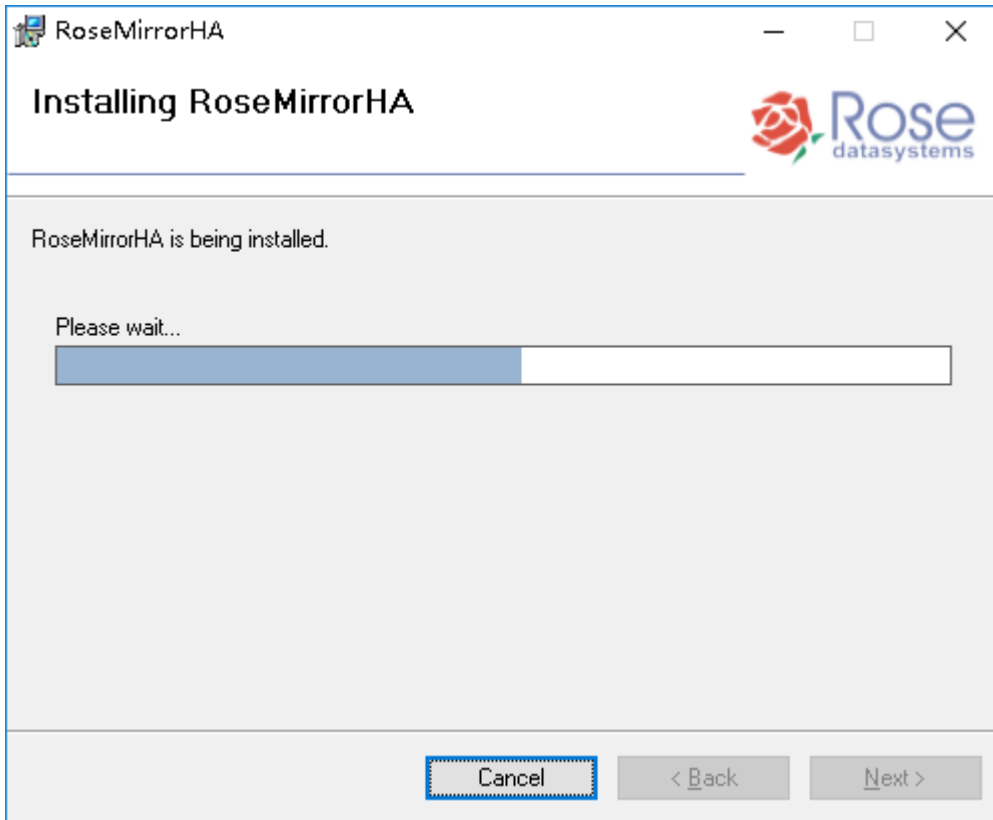 RoseMirrorHA
Installing RoseMirrorHA
Rose
datasystems
RoseMirrorHA is being installed.
Please wait...
Cancel
< Back
Next >